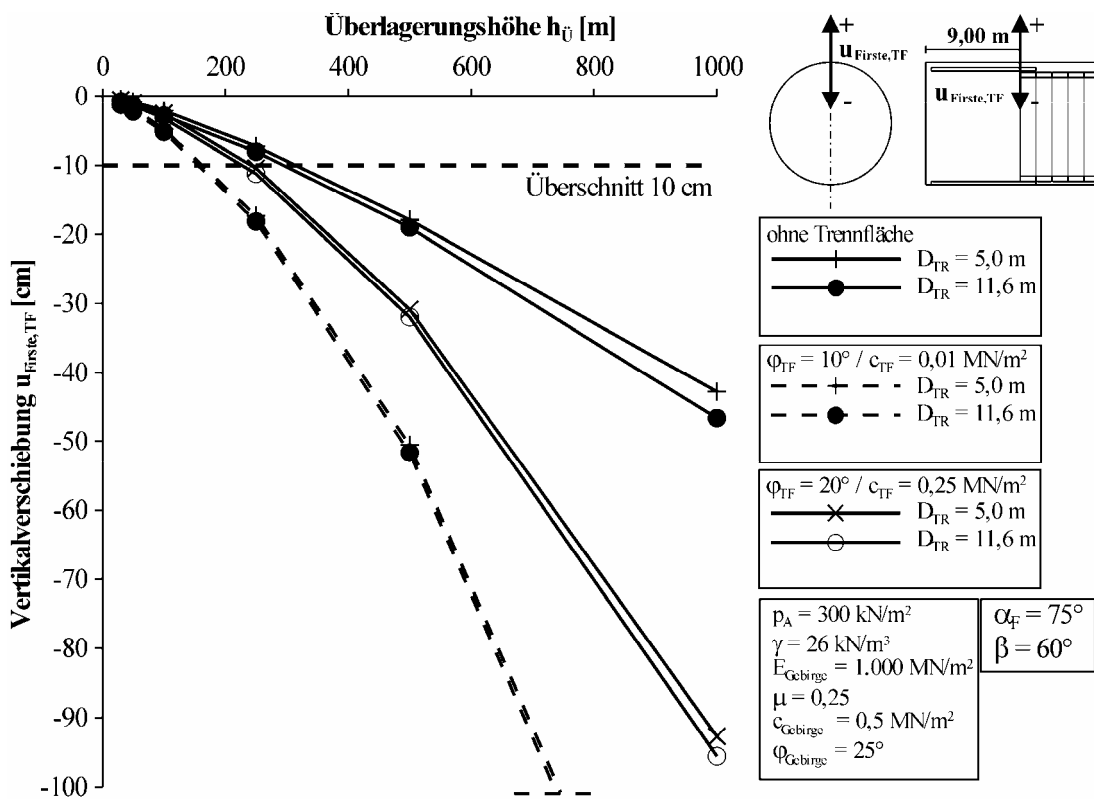 Überlagerungshöhe h_Ü [m]
0 200 400 600 800 1000
0
-10
-20
-30
-40
-50
-60
-70
-80
-90
-100
Vertikalverschiebung u_Firste,TF [cm]
Überschnitt 10 cm
+
u_Firste,TF
-
9,00 m
+
u_Firste,TF
-
ohne Trennfläche
D_TR = 5,0 m
D_TR = 11,6 m
φ_TF = 10° / c_TF = 0,01 MN/m²
D_TR = 5,0 m
D_TR = 11,6 m
φ_TF = 20° / c_TF = 0,25 MN/m²
D_TR = 5,0 m
D_TR = 11,6 m
p_A = 300 kN/m²
γ = 26 kN/m³
E_Gebirge = 1.000 MN/m²
μ = 0,25
c_Gebirge = 0,5 MN/m²
φ_Gebirge = 25°
α_F = 75°
β = 60°